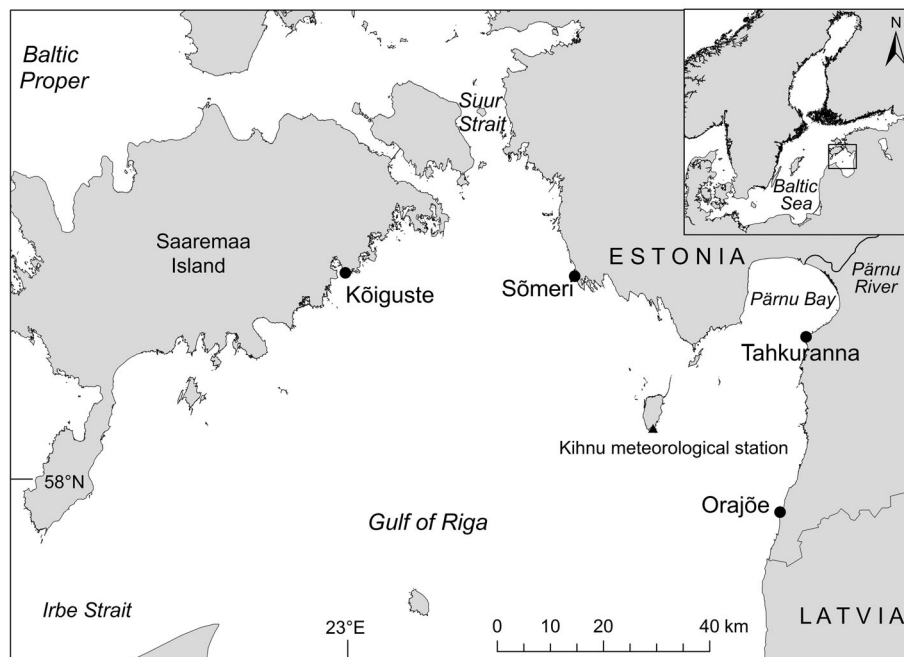 Baltic
Proper
Suur
Strait
N
Baltic
Sea
Saaremaa
Island
Kõiguste
Sõmeri
ESTONIA
Pärnu
River
Pärnu Bay
Tahkuranna
Kihnu meteorological station
58°N
Orajõe
Gulf of Riga
Irbe Strait
23°E
0 10 20 40 km
LATVIA